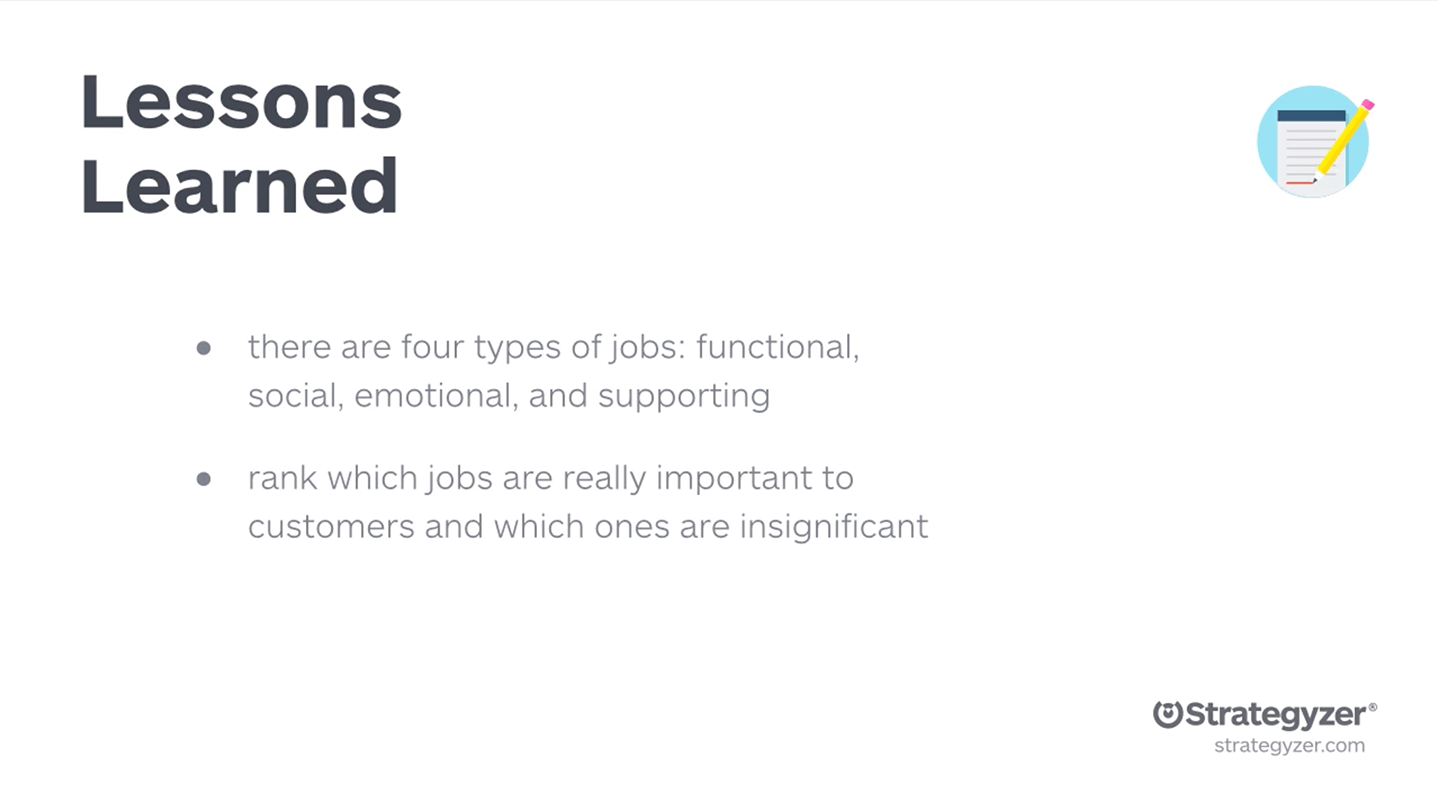 Lessons
Learned
● there are four types of jobs: functional,
social, emotional, and supporting
● rank which jobs are really important to
customers and which ones are insignificant
Strategyzer®
strategyzer.com